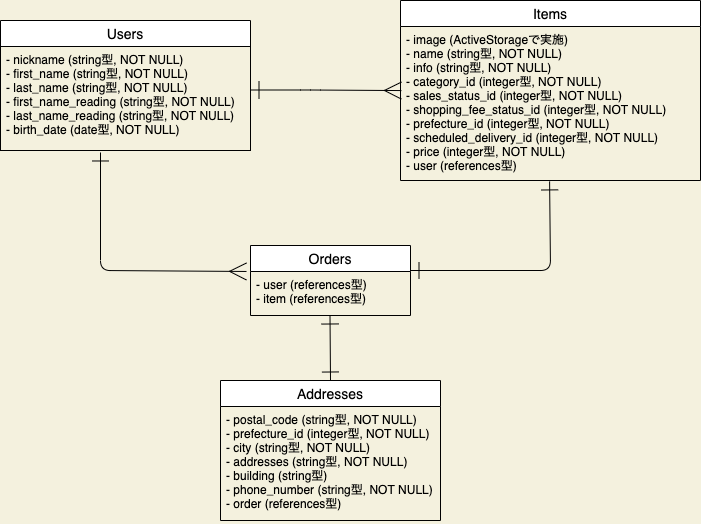 Users
- nickname (string型, NOT NULL)
- first_name (string型, NOT NULL)
- last_name (string型, NOT NULL)
- first_name_reading (string型, NOT NULL)
- last_name_reading (string型, NOT NULL)
- birth_date (date型, NOT NULL)
Items
- image (ActiveStorageで実施)
- name (string型, NOT NULL)
- info (string型, NOT NULL)
- category_id (integer型, NOT NULL)
- sales_status_id (integer型, NOT NULL)
- shopping_fee_status_id (integer型, NOT NULL)
- prefecture_id (integer型, NOT NULL)
- scheduled_delivery_id (integer型, NOT NULL)
- price (integer型, NOT NULL)
- user (references型)
Orders
- user (references型)
- item (references型)
Addresses
- postal_code (string型, NOT NULL)
- prefecture_id (integer型, NOT NULL)
- city (string型, NOT NULL)
- addresses (string型, NOT NULL)
- building (string型)
- phone_number (string型, NOT NULL)
- order (references型)